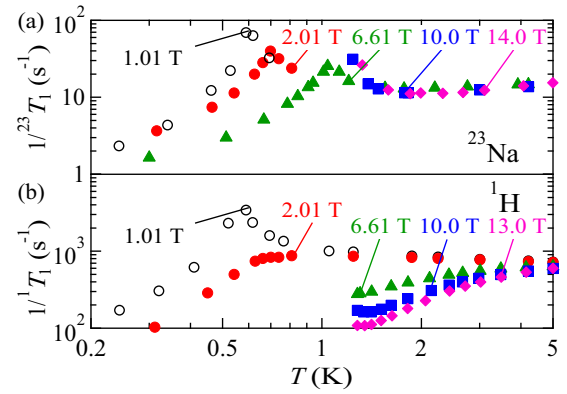 (a)
10²
1.01 T
2.01 T
6.61 T
10.0 T
14.0 T
10
²³Na
1
1/²³T₁ (s⁻¹)
(b)
10⁴
¹H
1.01 T
2.01 T
6.61 T
10.0 T
13.0 T
10³
10²
1/¹T₁ (s⁻¹)
0.2 0.5 1 2 5
T (K)